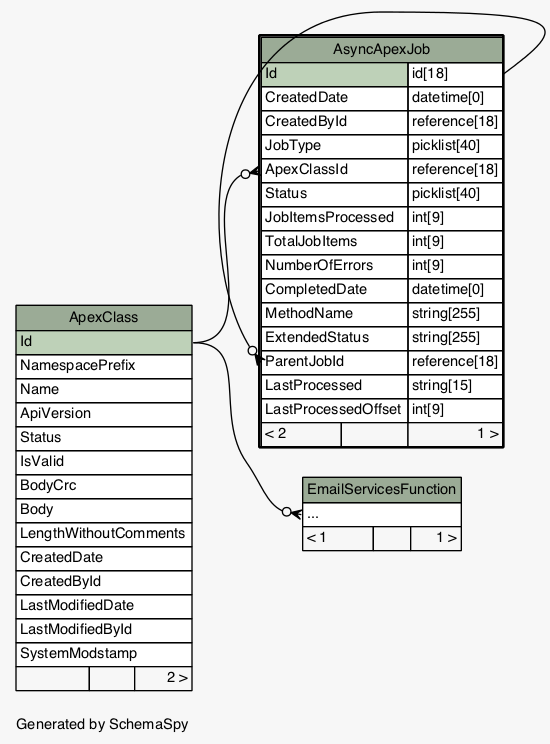 AsyncApexJob
Id id[18]
CreatedDate datetime[0]
CreatedById reference[18]
JobType picklist[40]
ApexClassId reference[18]
Status picklist[40]
JobItemsProcessed int[9]
TotalJobItems int[9]
NumberOfErrors int[9]
CompletedDate datetime[0]
MethodName string[255]
ExtendedStatus string[255]
ParentJobId reference[18]
LastProcessed string[15]
LastProcessedOffset int[9]
< 2 1 >
ApexClass
Id
NamespacePrefix
Name
ApiVersion
Status
IsValid
BodyCrc
Body
LengthWithoutComments
CreatedDate
CreatedById
LastModifiedDate
LastModifiedById
SystemModstamp
2 >
EmailServicesFunction
...
< 1 1 >
Generated by SchemaSpy